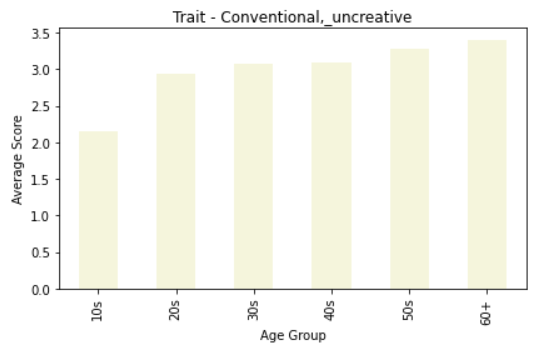 Trait - Conventional,_uncreative
3.5
3.0
2.5
2.0
1.5
1.0
0.5
0.0
Average Score
10s
20s
30s
40s
50s
60+
Age Group